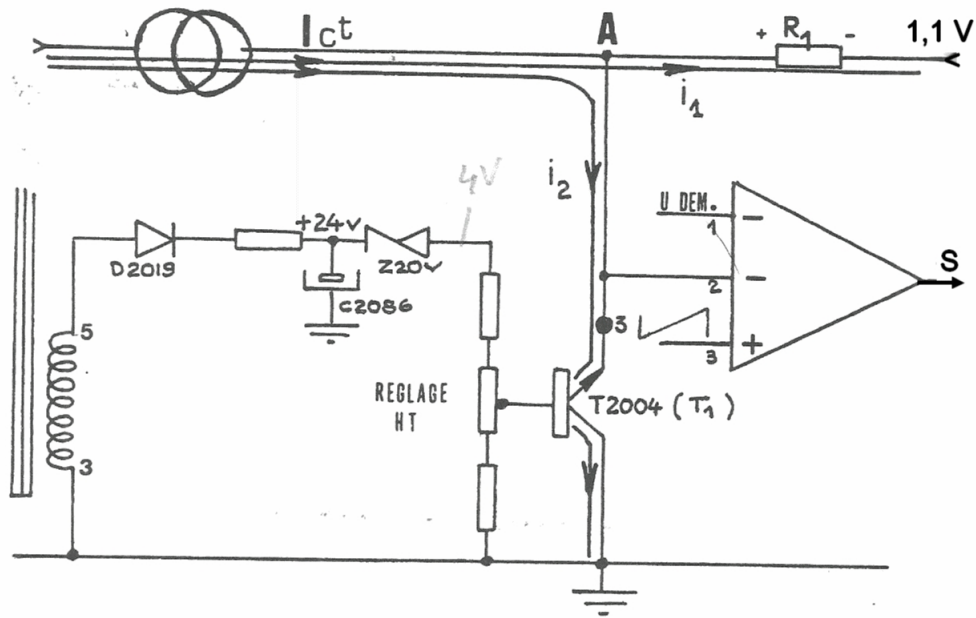 I C t
A
+ R1 -
1,1 V
i1
i2
4V
U DEM.
1
-
+24v
D2019
Z20v
C2086
2
-
S
5
3
3
+
REGLAGE
HT
T2004 (T1)
3